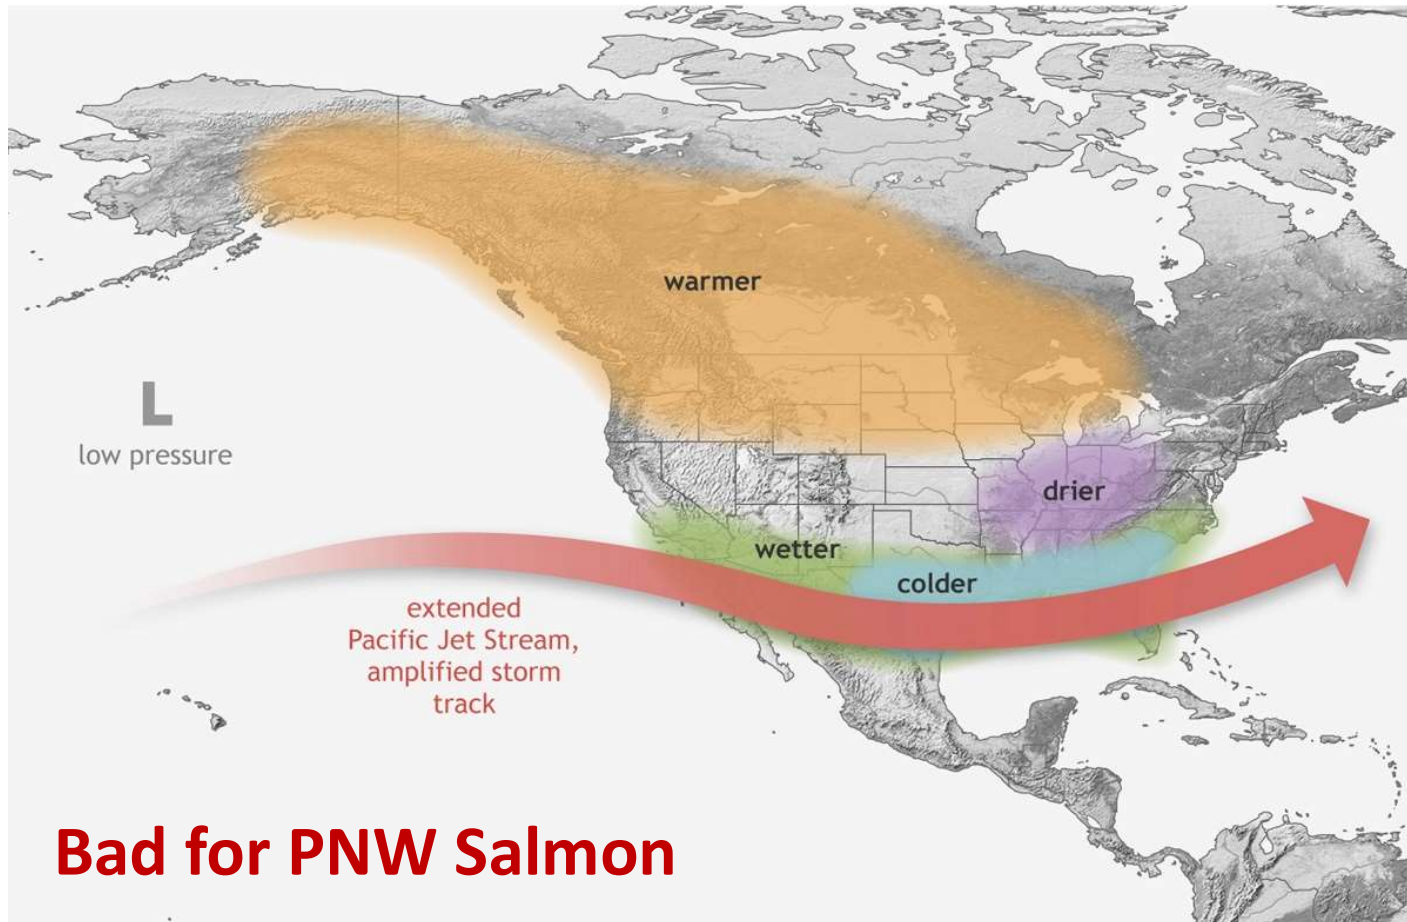 warmer
L
low pressure
drier
wetter
colder
extended
Pacific Jet Stream,
amplified storm
track
Bad for PNW Salmon